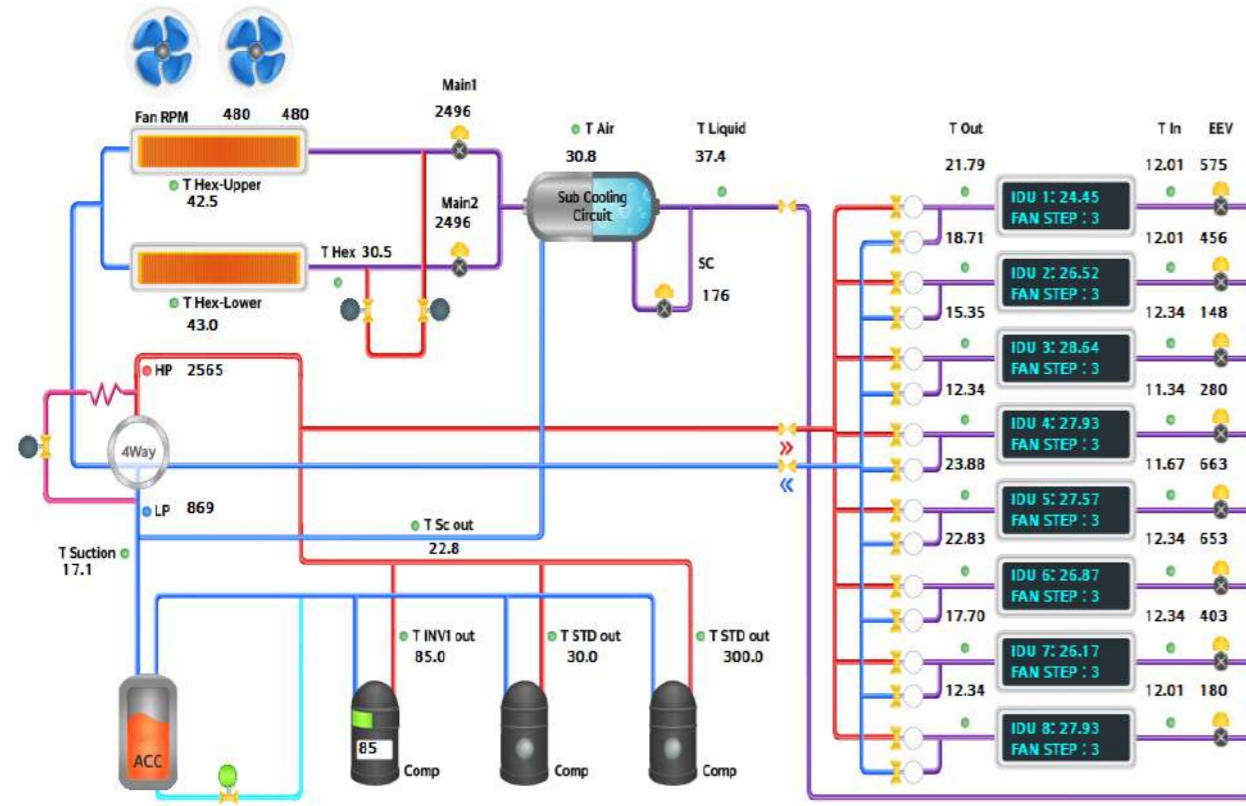 Fan RPM 480 480
T Hex-Upper
42.5
T Hex-Lower
43.0
T Hex 30.5
Main1
2496
Main2
2496
T Air
30.8
Sub Cooling
Circuit
T Liquid
37.4
SC
176
HP 2565
4Way
LP 869
T Suction
17.1
T Sc out
22.8
T INV1 out
85.0
T STD out
30.0
T STD out
300.0
ACC
85
Comp
Comp
Comp
T Out T In EEV
21.79 12.01 575
IDU 1: 24.45
FAN STEP : 3
18.71 12.01 456
IDU 2: 26.52
FAN STEP : 3
15.35 12.34 148
IDU 3: 28.64
FAN STEP : 3
12.34 11.34 280
IDU 4: 27.93
FAN STEP : 3
23.88 11.67 663
IDU 5: 27.57
FAN STEP : 3
22.83 12.34 653
IDU 6: 26.87
FAN STEP : 3
17.70 12.34 403
IDU 7: 26.17
FAN STEP : 3
12.34 12.01 180
IDU 8: 27.93
FAN STEP : 3